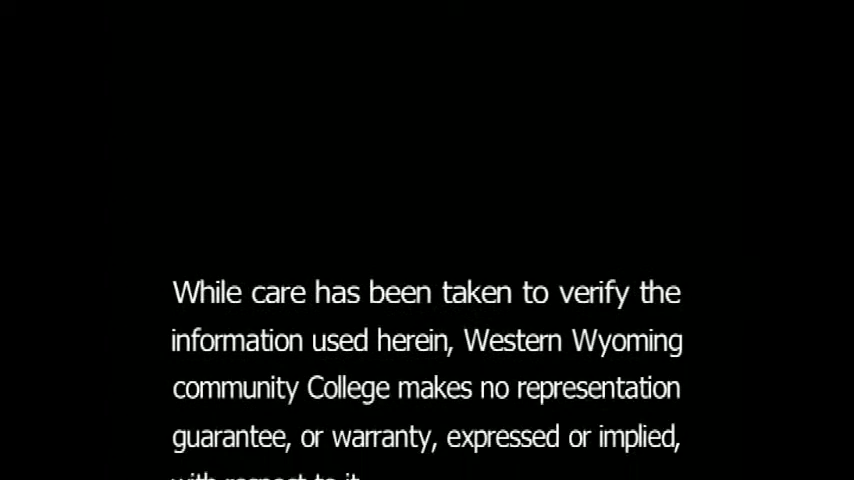 While care has been taken to verify the
information used herein, Western Wyoming
community College makes no representation
guarantee, or warranty, expressed or implied,
with respect to it